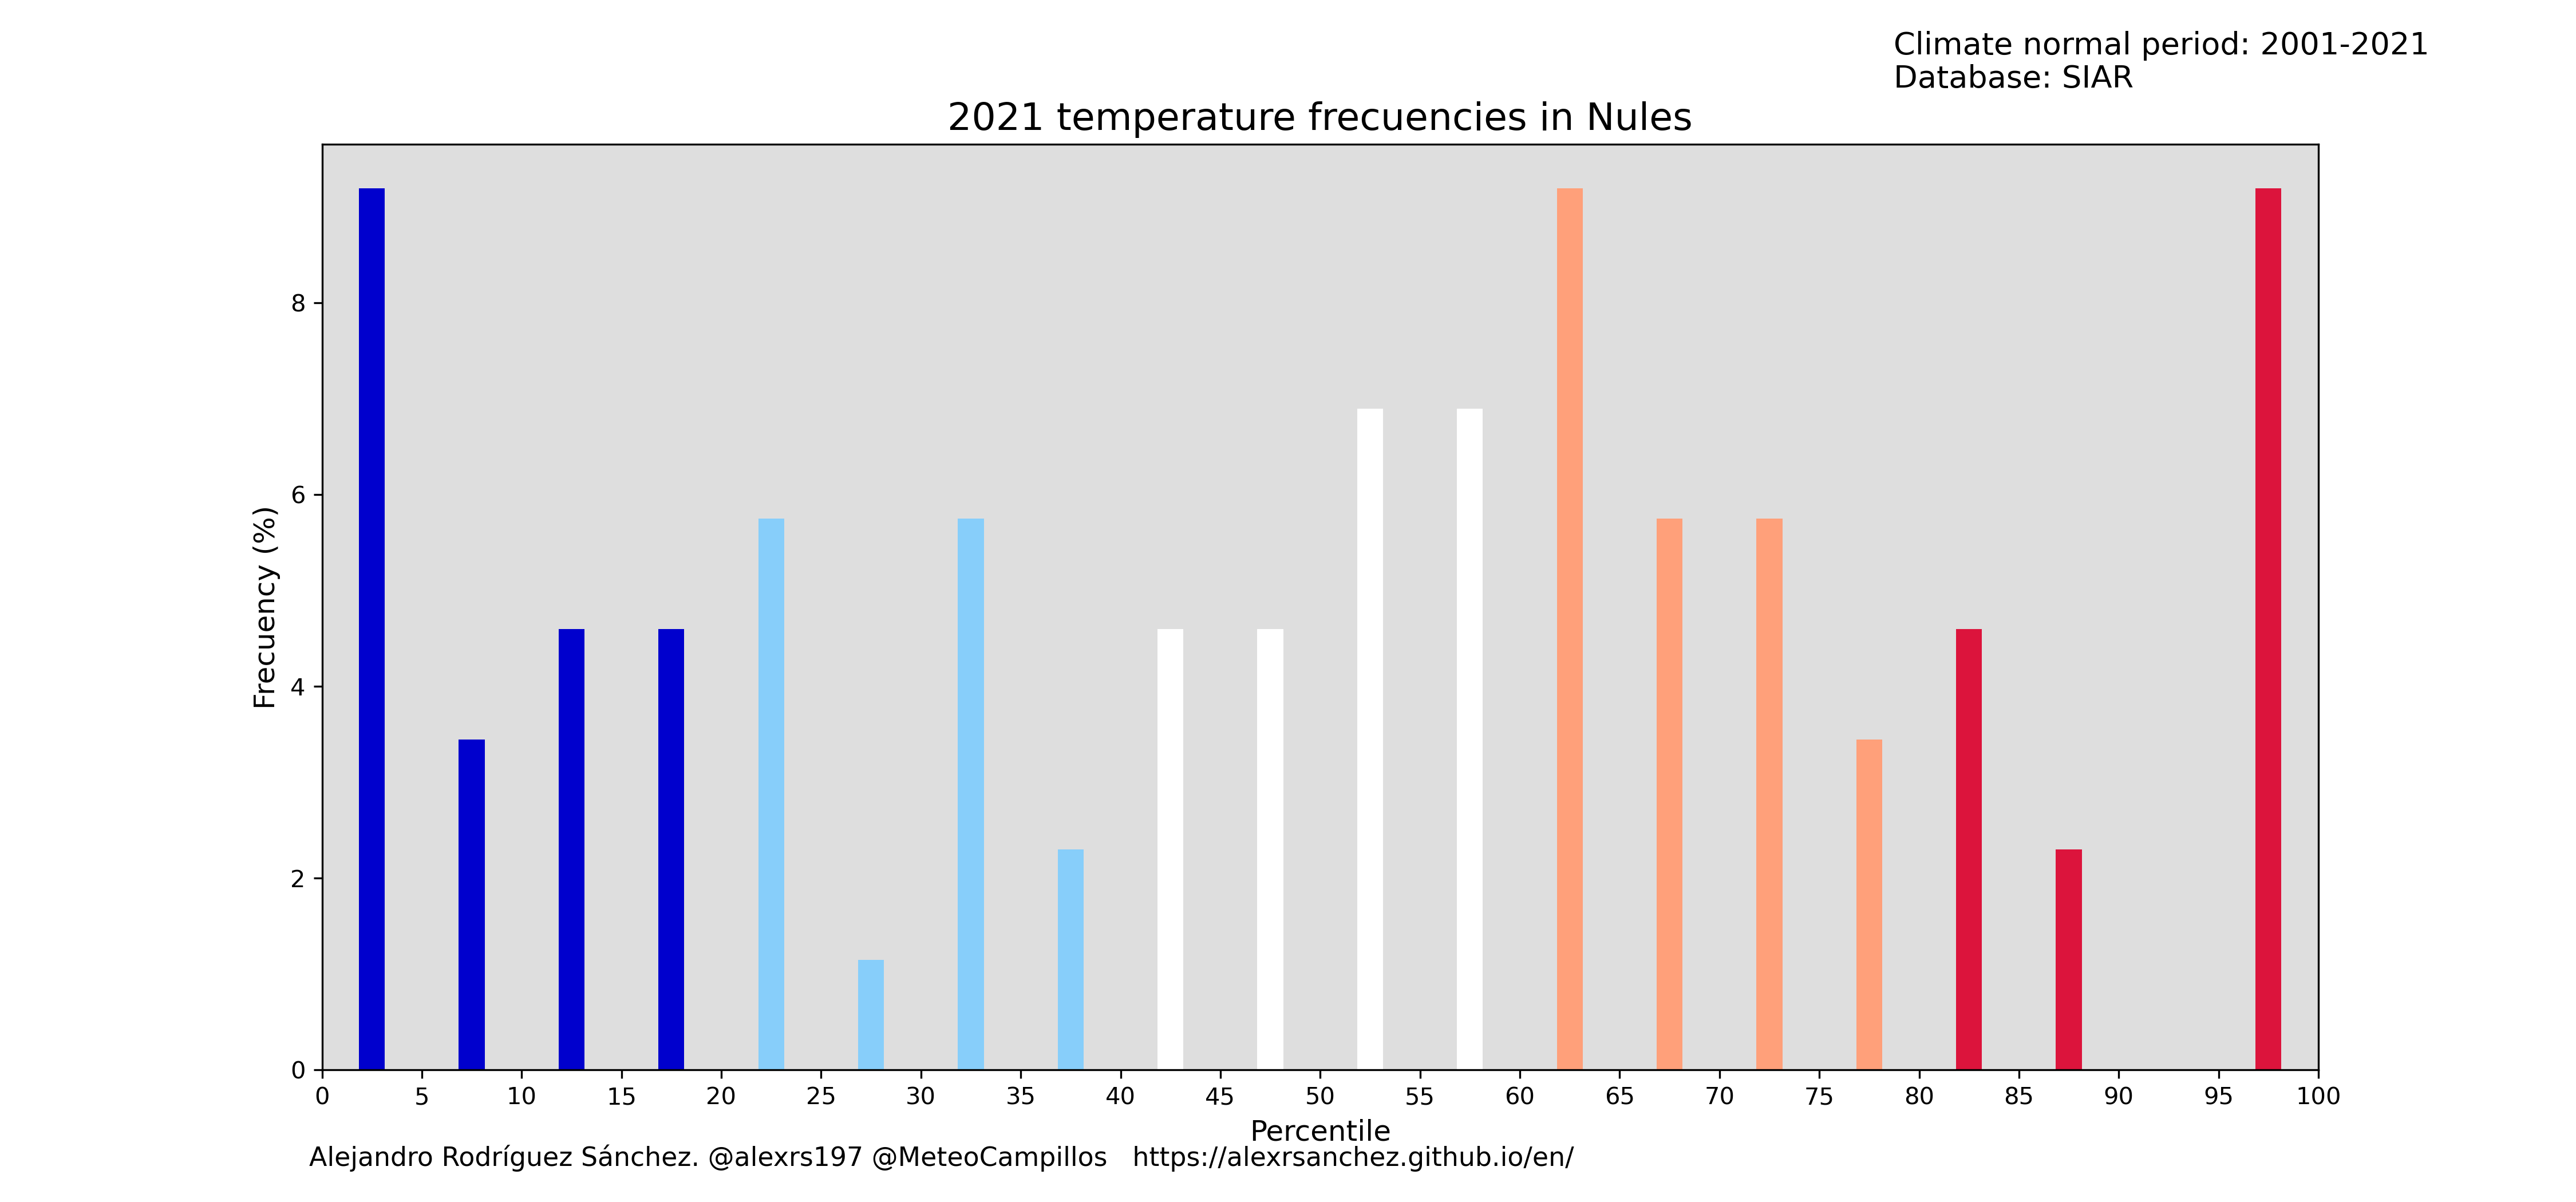 Climate normal period: 2001-2021
Database: SIAR
2021 temperature frecuencies in Nules
Frecuency (%)
8
6
4
2
0
0 5 10 15 20 25 30 35 40 45 50 55 60 65 70 75 80 85 90 95 100
Percentile
Alejandro Rodríguez Sánchez. @alexrs197 @MeteoCampillos https://alexrsanchez.github.io/en/